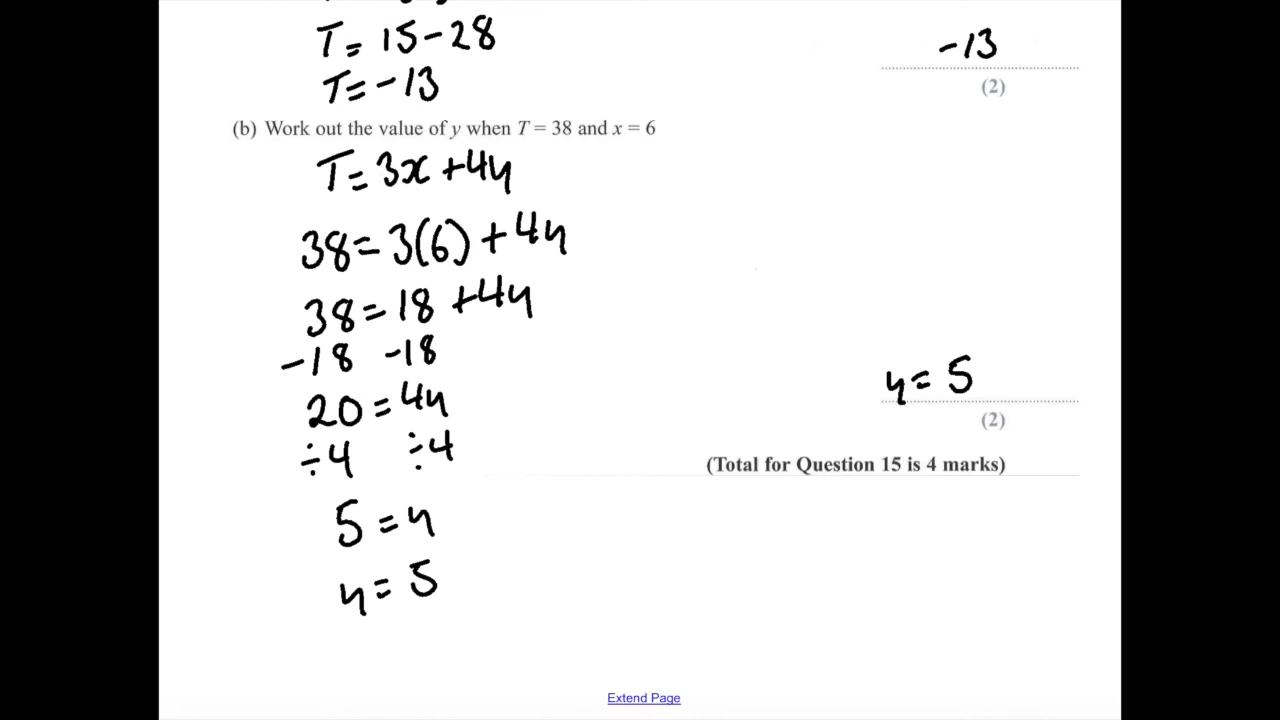 T= 15-28
-13
T=-13
(2)
(b) Work out the value of y when T = 38 and x = 6
T= 3x +4y
38=3(6) +4y
38= 18 +4y
-18 -18
y= 5
20 = 4y
(2)
÷4 ÷4
(Total for Question 15 is 4 marks)
5 = y
y= 5
Extend Page